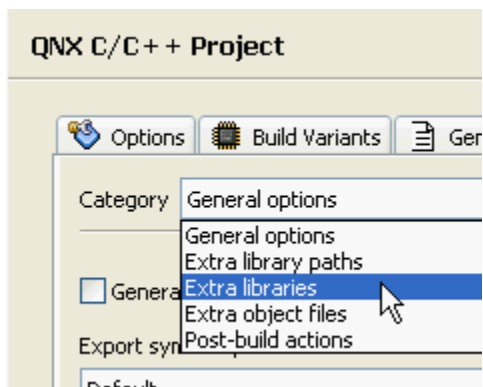 QNX C/C++ Project
Options
Build Variants
Category
General options
General options
Extra library paths
Extra libraries
Extra object files
Post-build actions
Export
Default